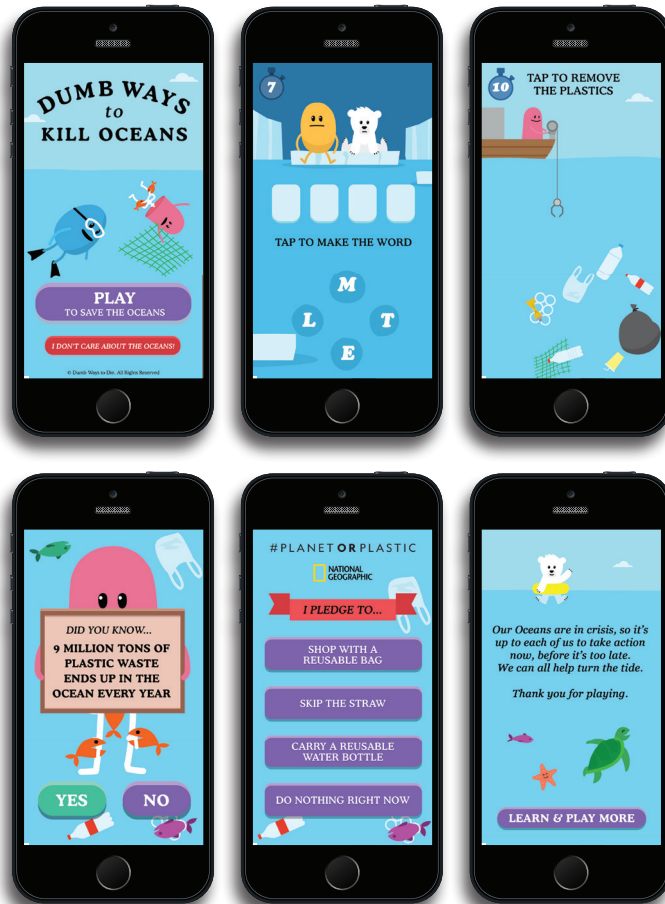 DUMB WAYS
to
KILL OCEANS
PLAY
TO SAVE THE OCEANS
I DON'T CARE ABOUT THE OCEANS!
© Dumb Ways to Die. All Rights Reserved
7
TAP TO MAKE THE WORD
M
L
T
E
10
TAP TO REMOVE
THE PLASTICS
DID YOU KNOW...
9 MILLION TONS OF
PLASTIC WASTE
ENDS UP IN THE
OCEAN EVERY YEAR
YES
NO
#PLANETORPLASTIC
NATIONAL
GEOGRAPHIC
I PLEDGE TO...
SHOP WITH A
REUSABLE BAG
SKIP THE STRAW
CARRY A REUSABLE
WATER BOTTLE
DO NOTHING RIGHT NOW
Our Oceans are in crisis, so it's
up to each of us to take action
now, before it's too late.
We can all help turn the tide.
Thank you for playing.
LEARN & PLAY MORE